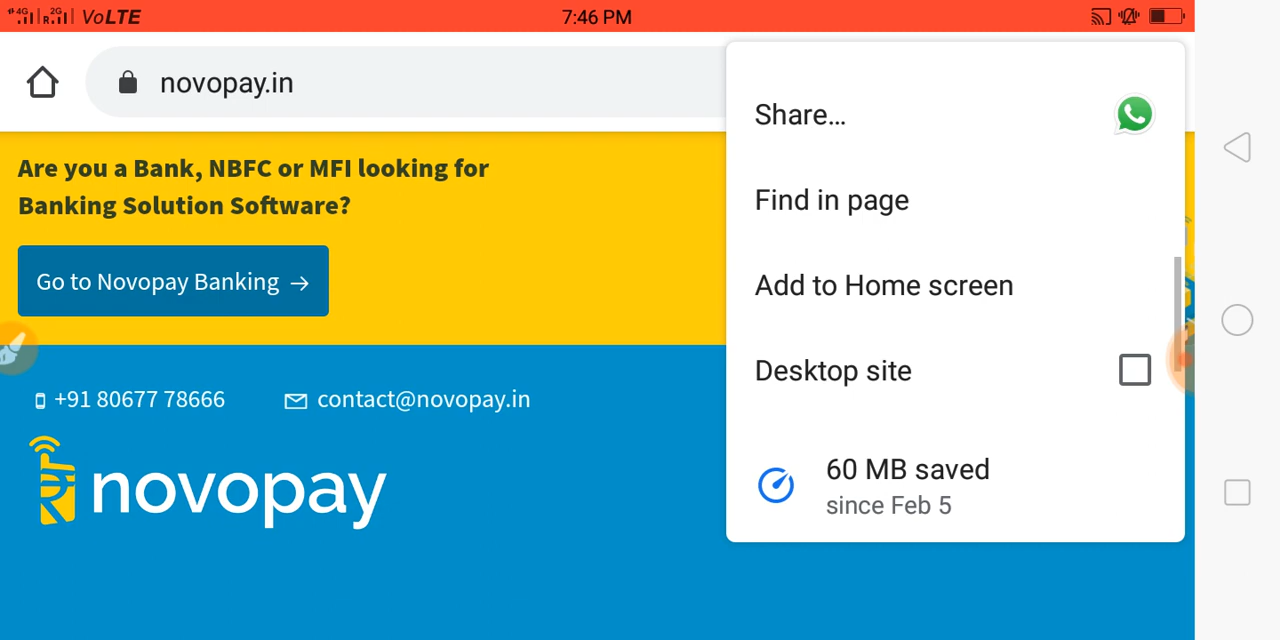 4G R 2G VoLTE
7:46 PM
novopay.in
Share...
Find in page
Add to Home screen
Desktop site
60 MB saved
since Feb 5
Are you a Bank, NBFC or MFI looking for
Banking Solution Software?
Go to Novopay Banking →
+91 80677 78666
contact@novopay.in
novopay